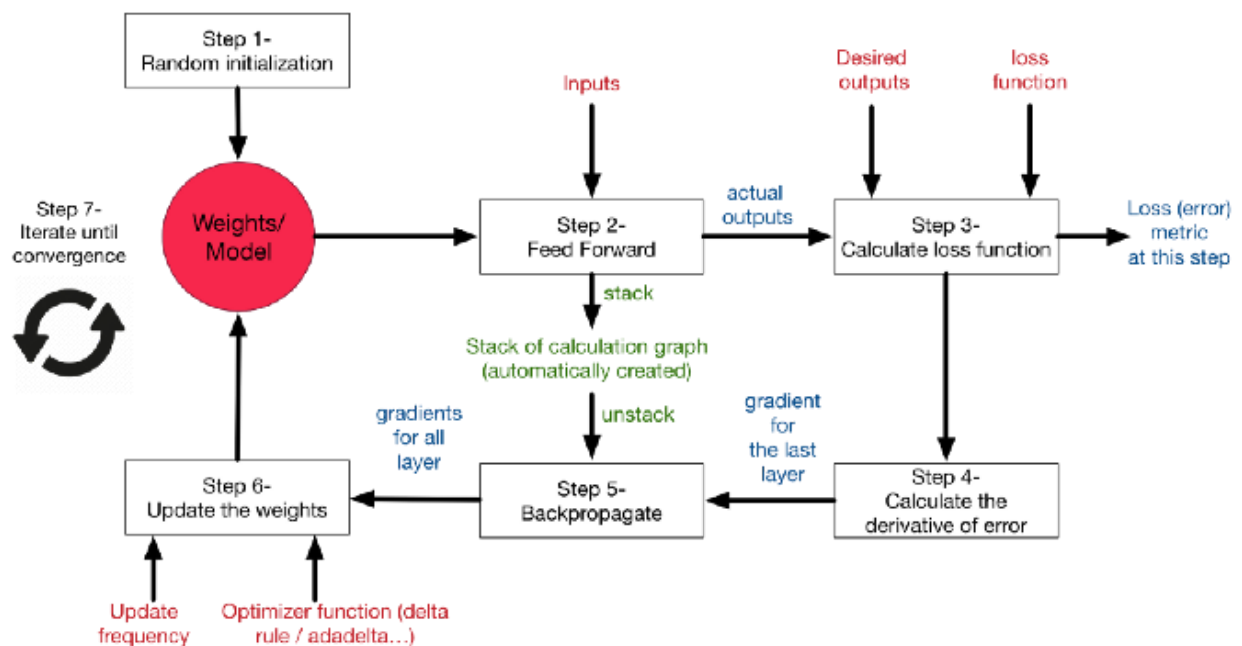 Step 1-
Random initialization
Inputs
Desired
outputs
loss
function
Step 7-
Iterate until
convergence
Weights/
Model
Step 2-
Feed Forward
actual
outputs
Step 3-
Calculate loss function
Loss (error)
metric
at this step
stack
Stack of calculation graph
(automatically created)
unstack
gradients
for all
layer
gradient
for
the last
layer
Step 6-
Update the weights
Step 5-
Backpropagate
Step 4-
Calculate the
derivative of error
Update
frequency
Optimizer function (delta
rule / adadelta...)